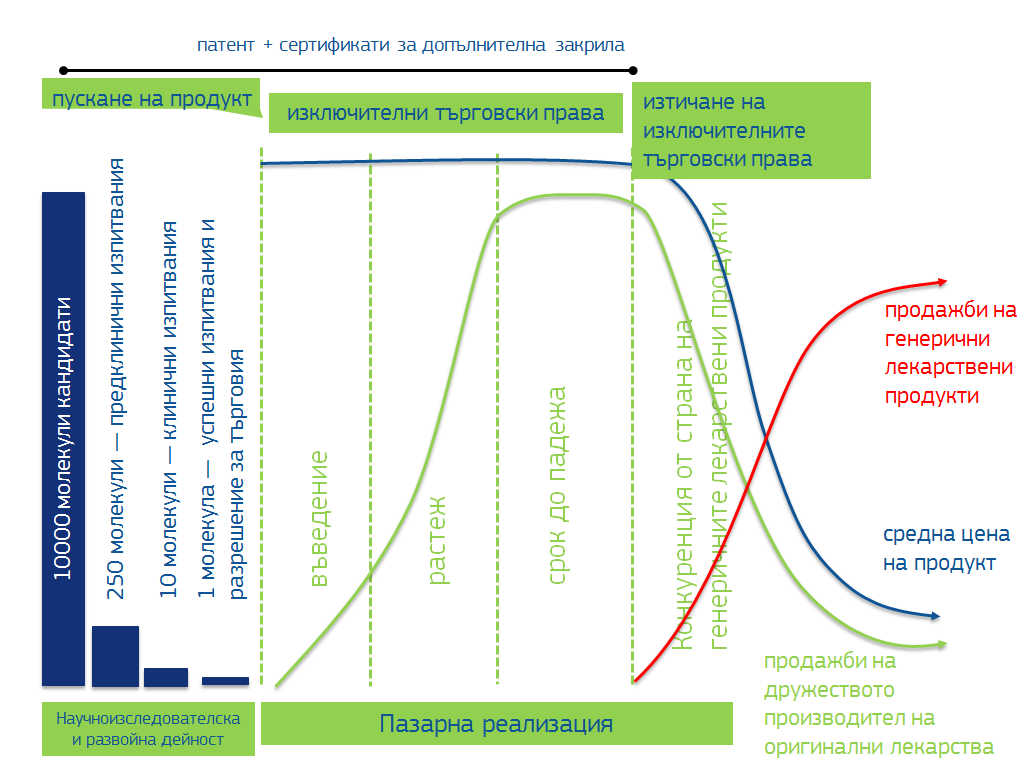 патент + сертификати за допълнителна закрила
пускане на продукт
изключителни търговски права
изтичане на
изключителните
търговски права
10000 молекули кандидати
250 молекули — предклинични изпитвания
10 молекули — клинични изпитвания
1 молекула — успешни изпитвания и
разрешение за търговия
въведение
растеж
срок до падежа
Конкуренция от страна на
генеричните лекарствени продукти
продажби на
генерични
лекарствени
продукти
средна цена
на продукт
продажби на
дружеството
производител на
оригинални лекарства
Научноизследователска
и развойна дейност
Пазарна реализация